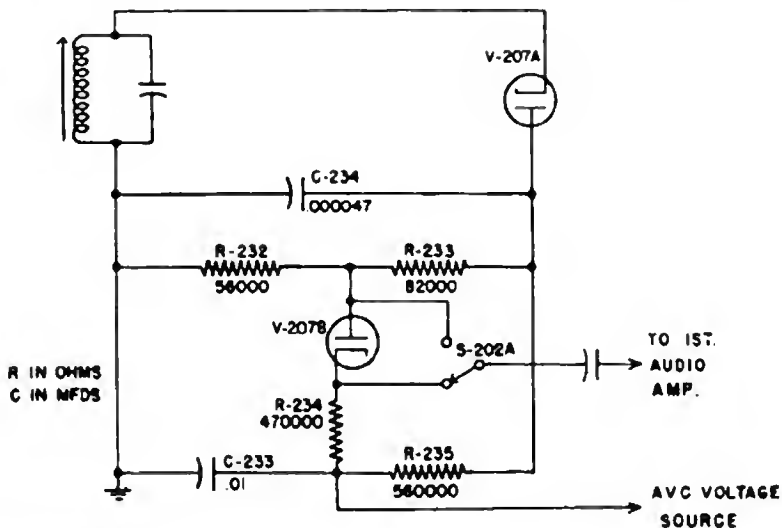 V-207A
C-234
.000047
R-232
56000
R-233
82000
V-207B
S-202A
TO 1ST.
AUDIO
AMP.
R IN OHMS
C IN MFDS
R-234
470000
C-233
.01
R-235
560000
AVC VOLTAGE
SOURCE